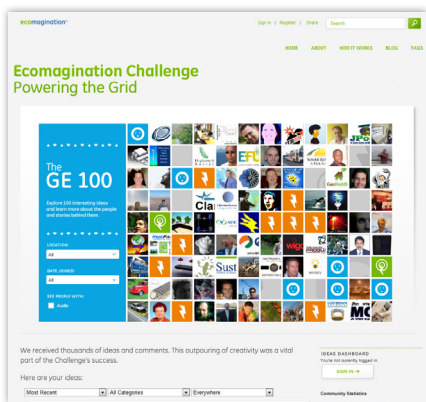 ecomagination
Sign in | Register | Share Search
HOME ABOUT HOW IT WORKS BLOG FAQS
Ecomagination Challenge
Powering the Grid
The
GE 100
Explore 100 interesting ideas
and learn more about the people
and stories behind them.
LOCATION:
All
DATE JOINED:
All
SEE PEOPLE WITH:
Audio
We received thousands of ideas and comments. This outpouring of creativity was a vital
part of the Challenge's success.
Here are your ideas:
Most Recent All Categories Everywhere
IDEAS DASHBOARD
You're not currently logged in.
SIGN IN
Community Statistics